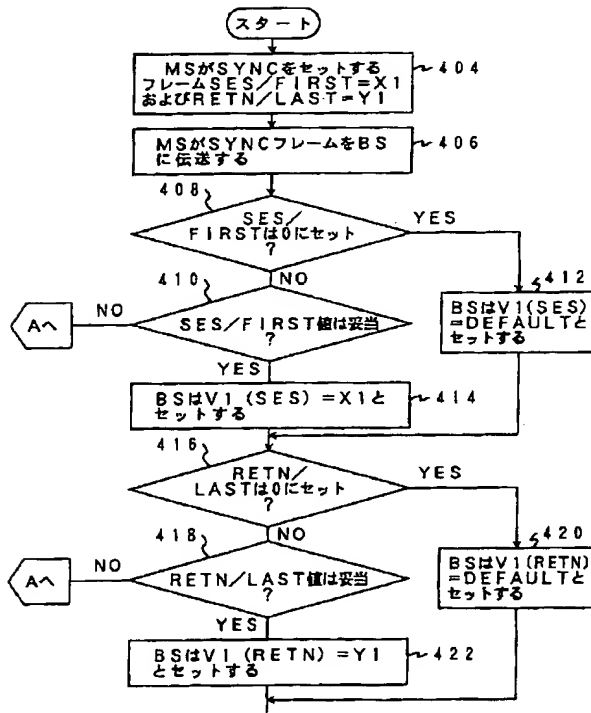 スタート
MSがSYNCをセットする
フレームSES/FIRST=X1
およびRETN/LAST=Y1
404
MSがSYNCフレームをBS
に伝送する
406
408
SES/
FIRSTは0にセット
?
YES
NO
410
412
NO
Aへ
SES/FIRST値は妥当
?
BSはV1(SES)
=DEFAULTと
セットする
YES
BSはV1(SES)=X1と
セットする
414
416
RETN/
LASTは0にセット
?
YES
NO
418
420
NO
Aへ
RETN/LAST値は妥当
?
BSはV1(RETN)
=DEFAULTと
セットする
YES
BSはV1(RETN)=Y1
とセットする
422